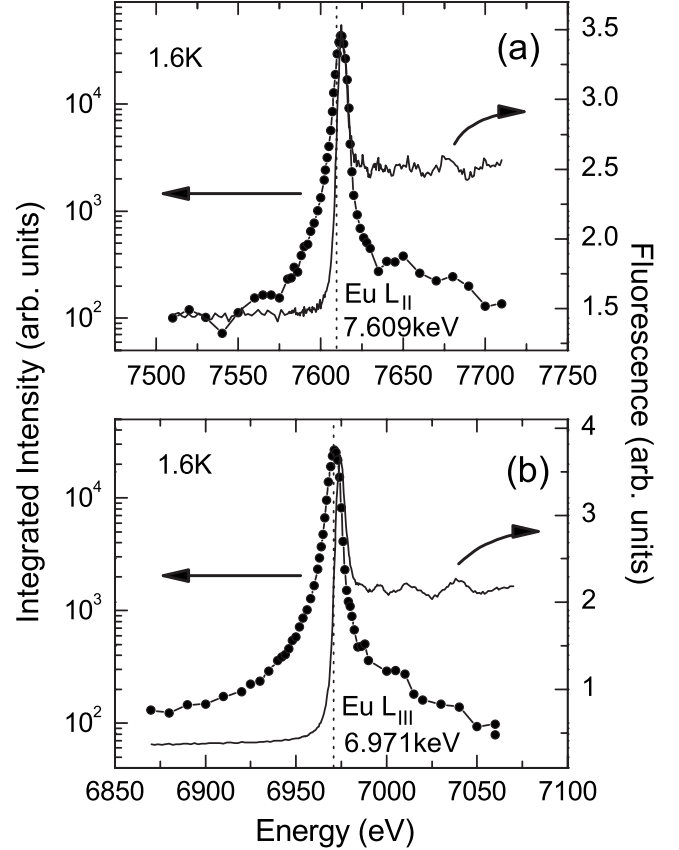 (a)
1.6K
Eu L_II
7.609keV
10^4
10^3
10^2
3.5
3.0
2.5
2.0
1.5
7500 7550 7600 7650 7700 7750
(b)
1.6K
Eu L_III
6.971keV
10^4
10^3
10^2
4
3
2
1
6850 6900 6950 7000 7050 7100
Energy (eV)
Integrated Intensity (arb. units)
Fluorescence (arb. units)